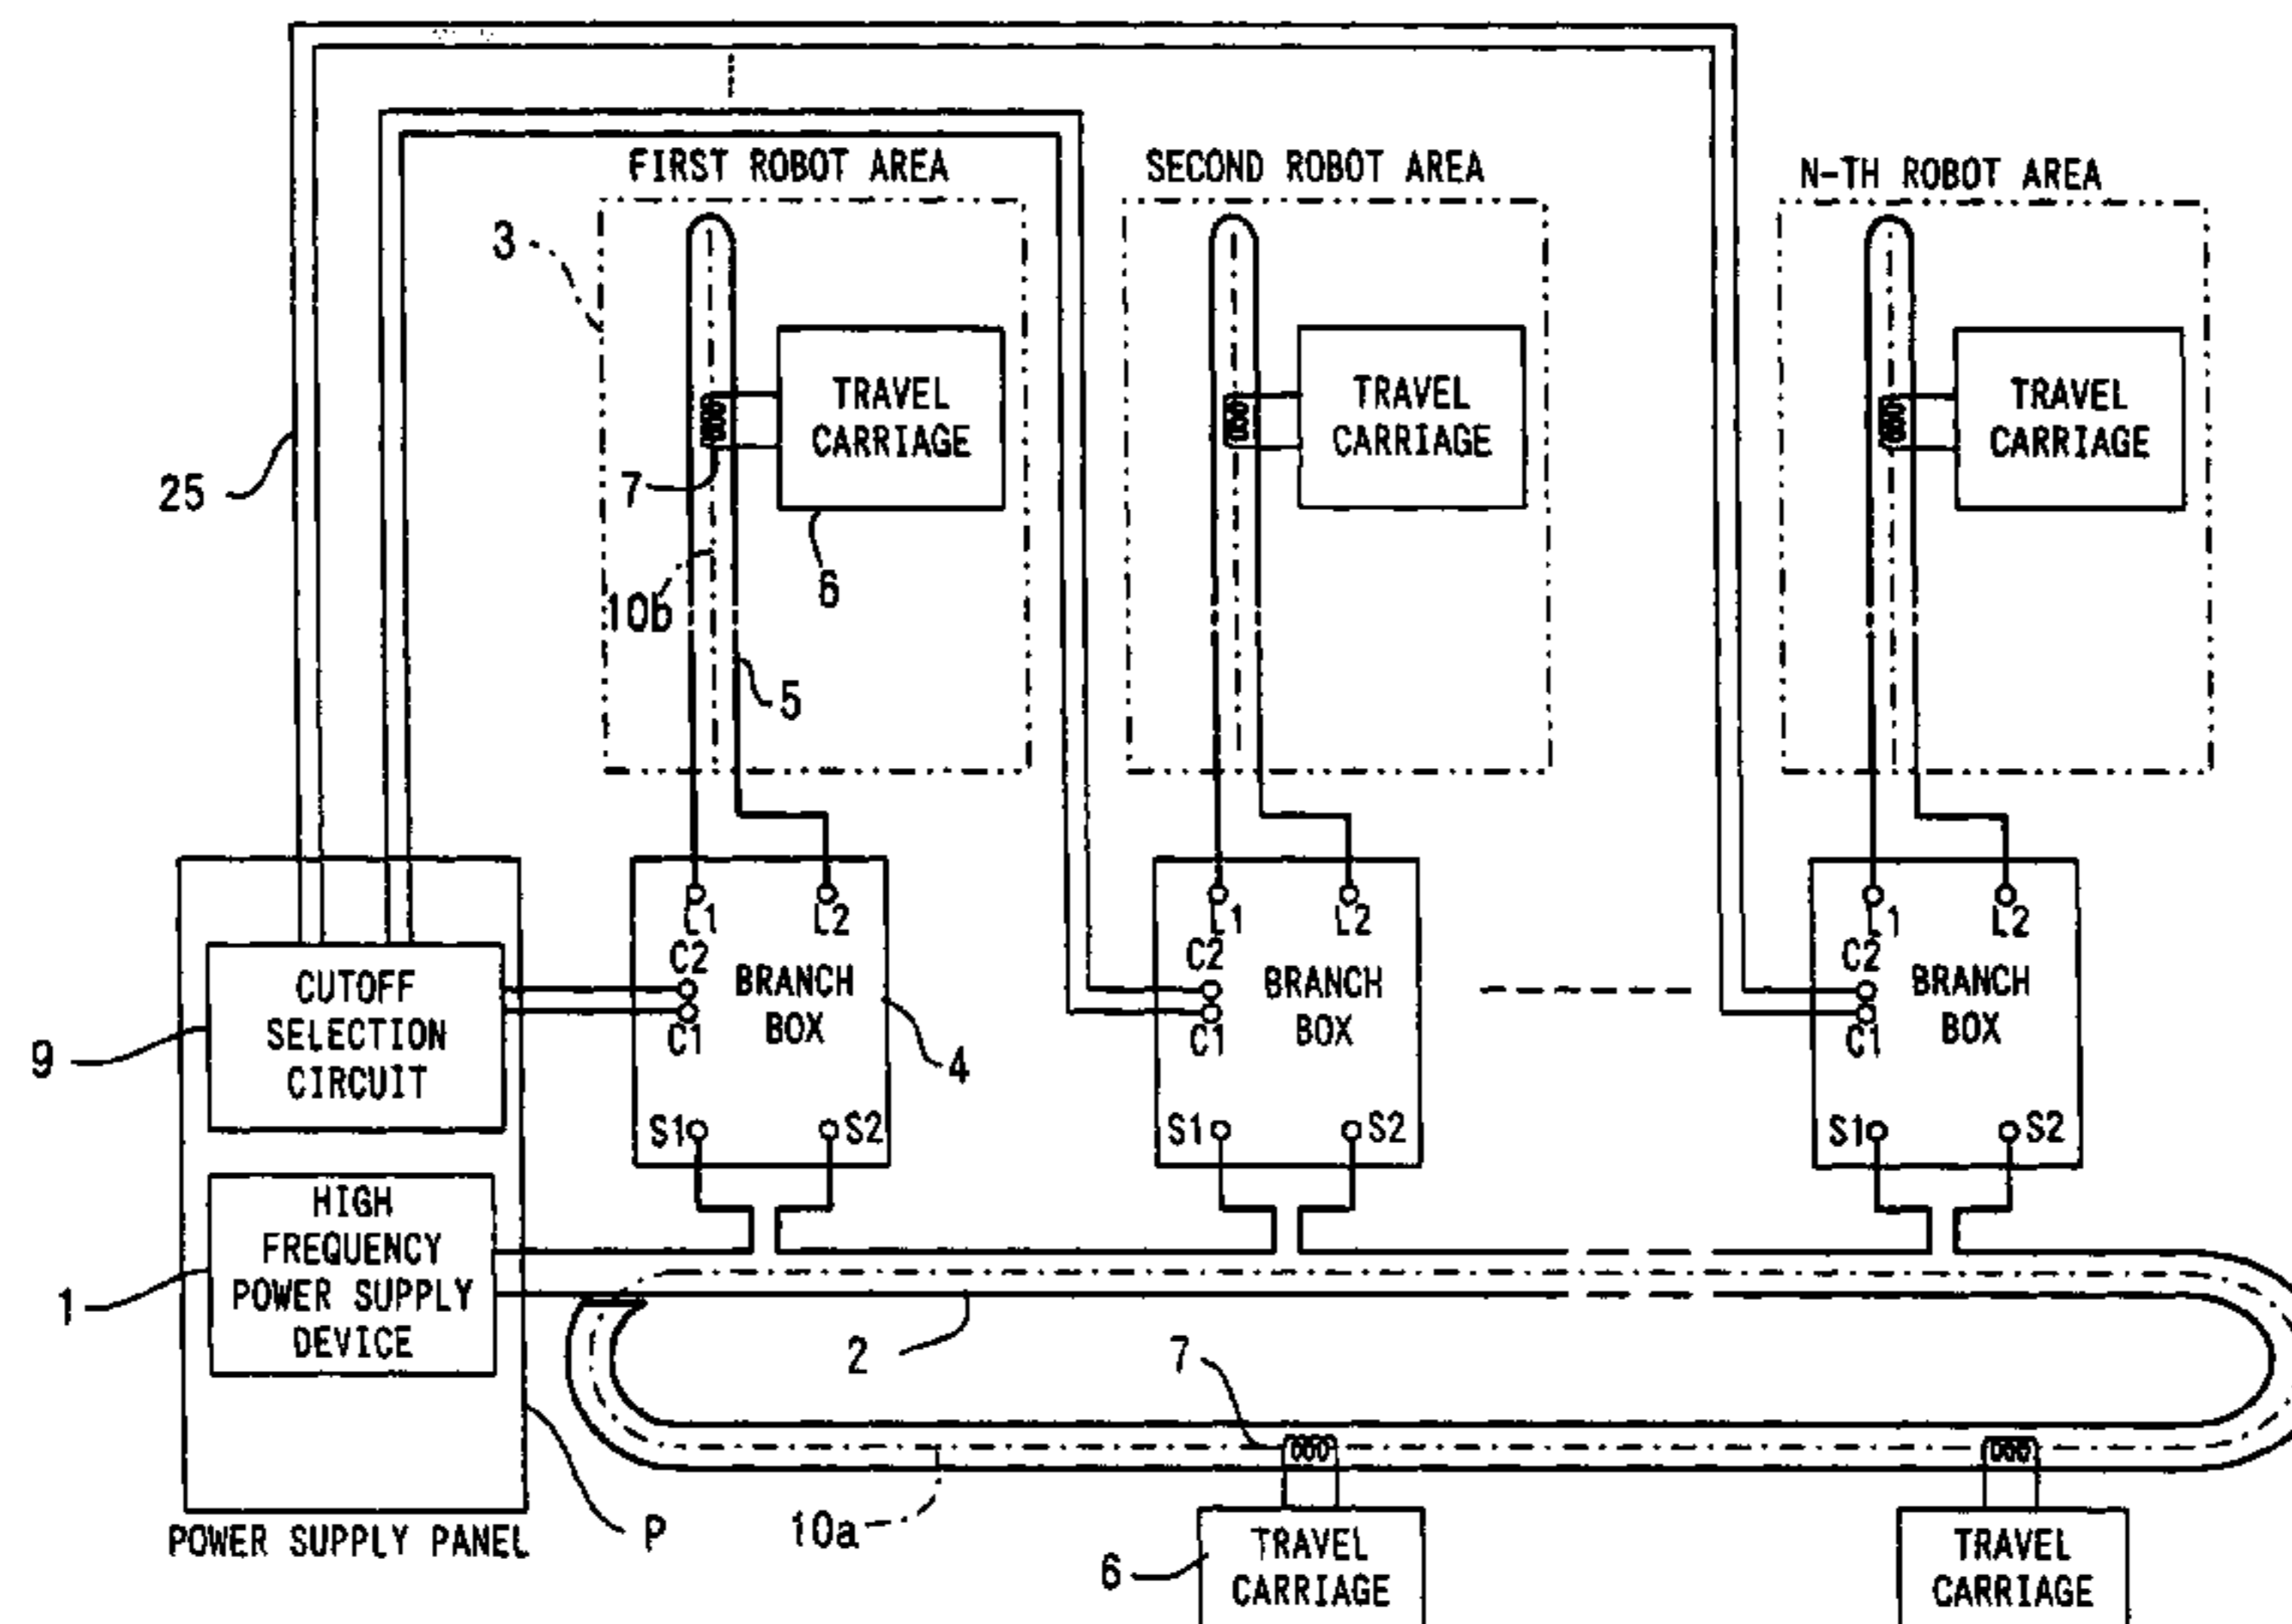 FIRST ROBOT AREA
SECOND ROBOT AREA
N-TH ROBOT AREA
3
TRAVEL
CARRIAGE
TRAVEL
CARRIAGE
TRAVEL
CARRIAGE
25
7
10b
6
5
L1
L2
C2
C1
BRANCH
BOX
S1
S2
4
L1
L2
C2
C1
BRANCH
BOX
S1
S2
L1
L2
C2
C1
BRANCH
BOX
S1
S2
CUTOFF
SELECTION
CIRCUIT
9
HIGH
FREQUENCY
POWER SUPPLY
DEVICE
1
2
7
10a
P
POWER SUPPLY PANEL
6
TRAVEL
CARRIAGE
TRAVEL
CARRIAGE